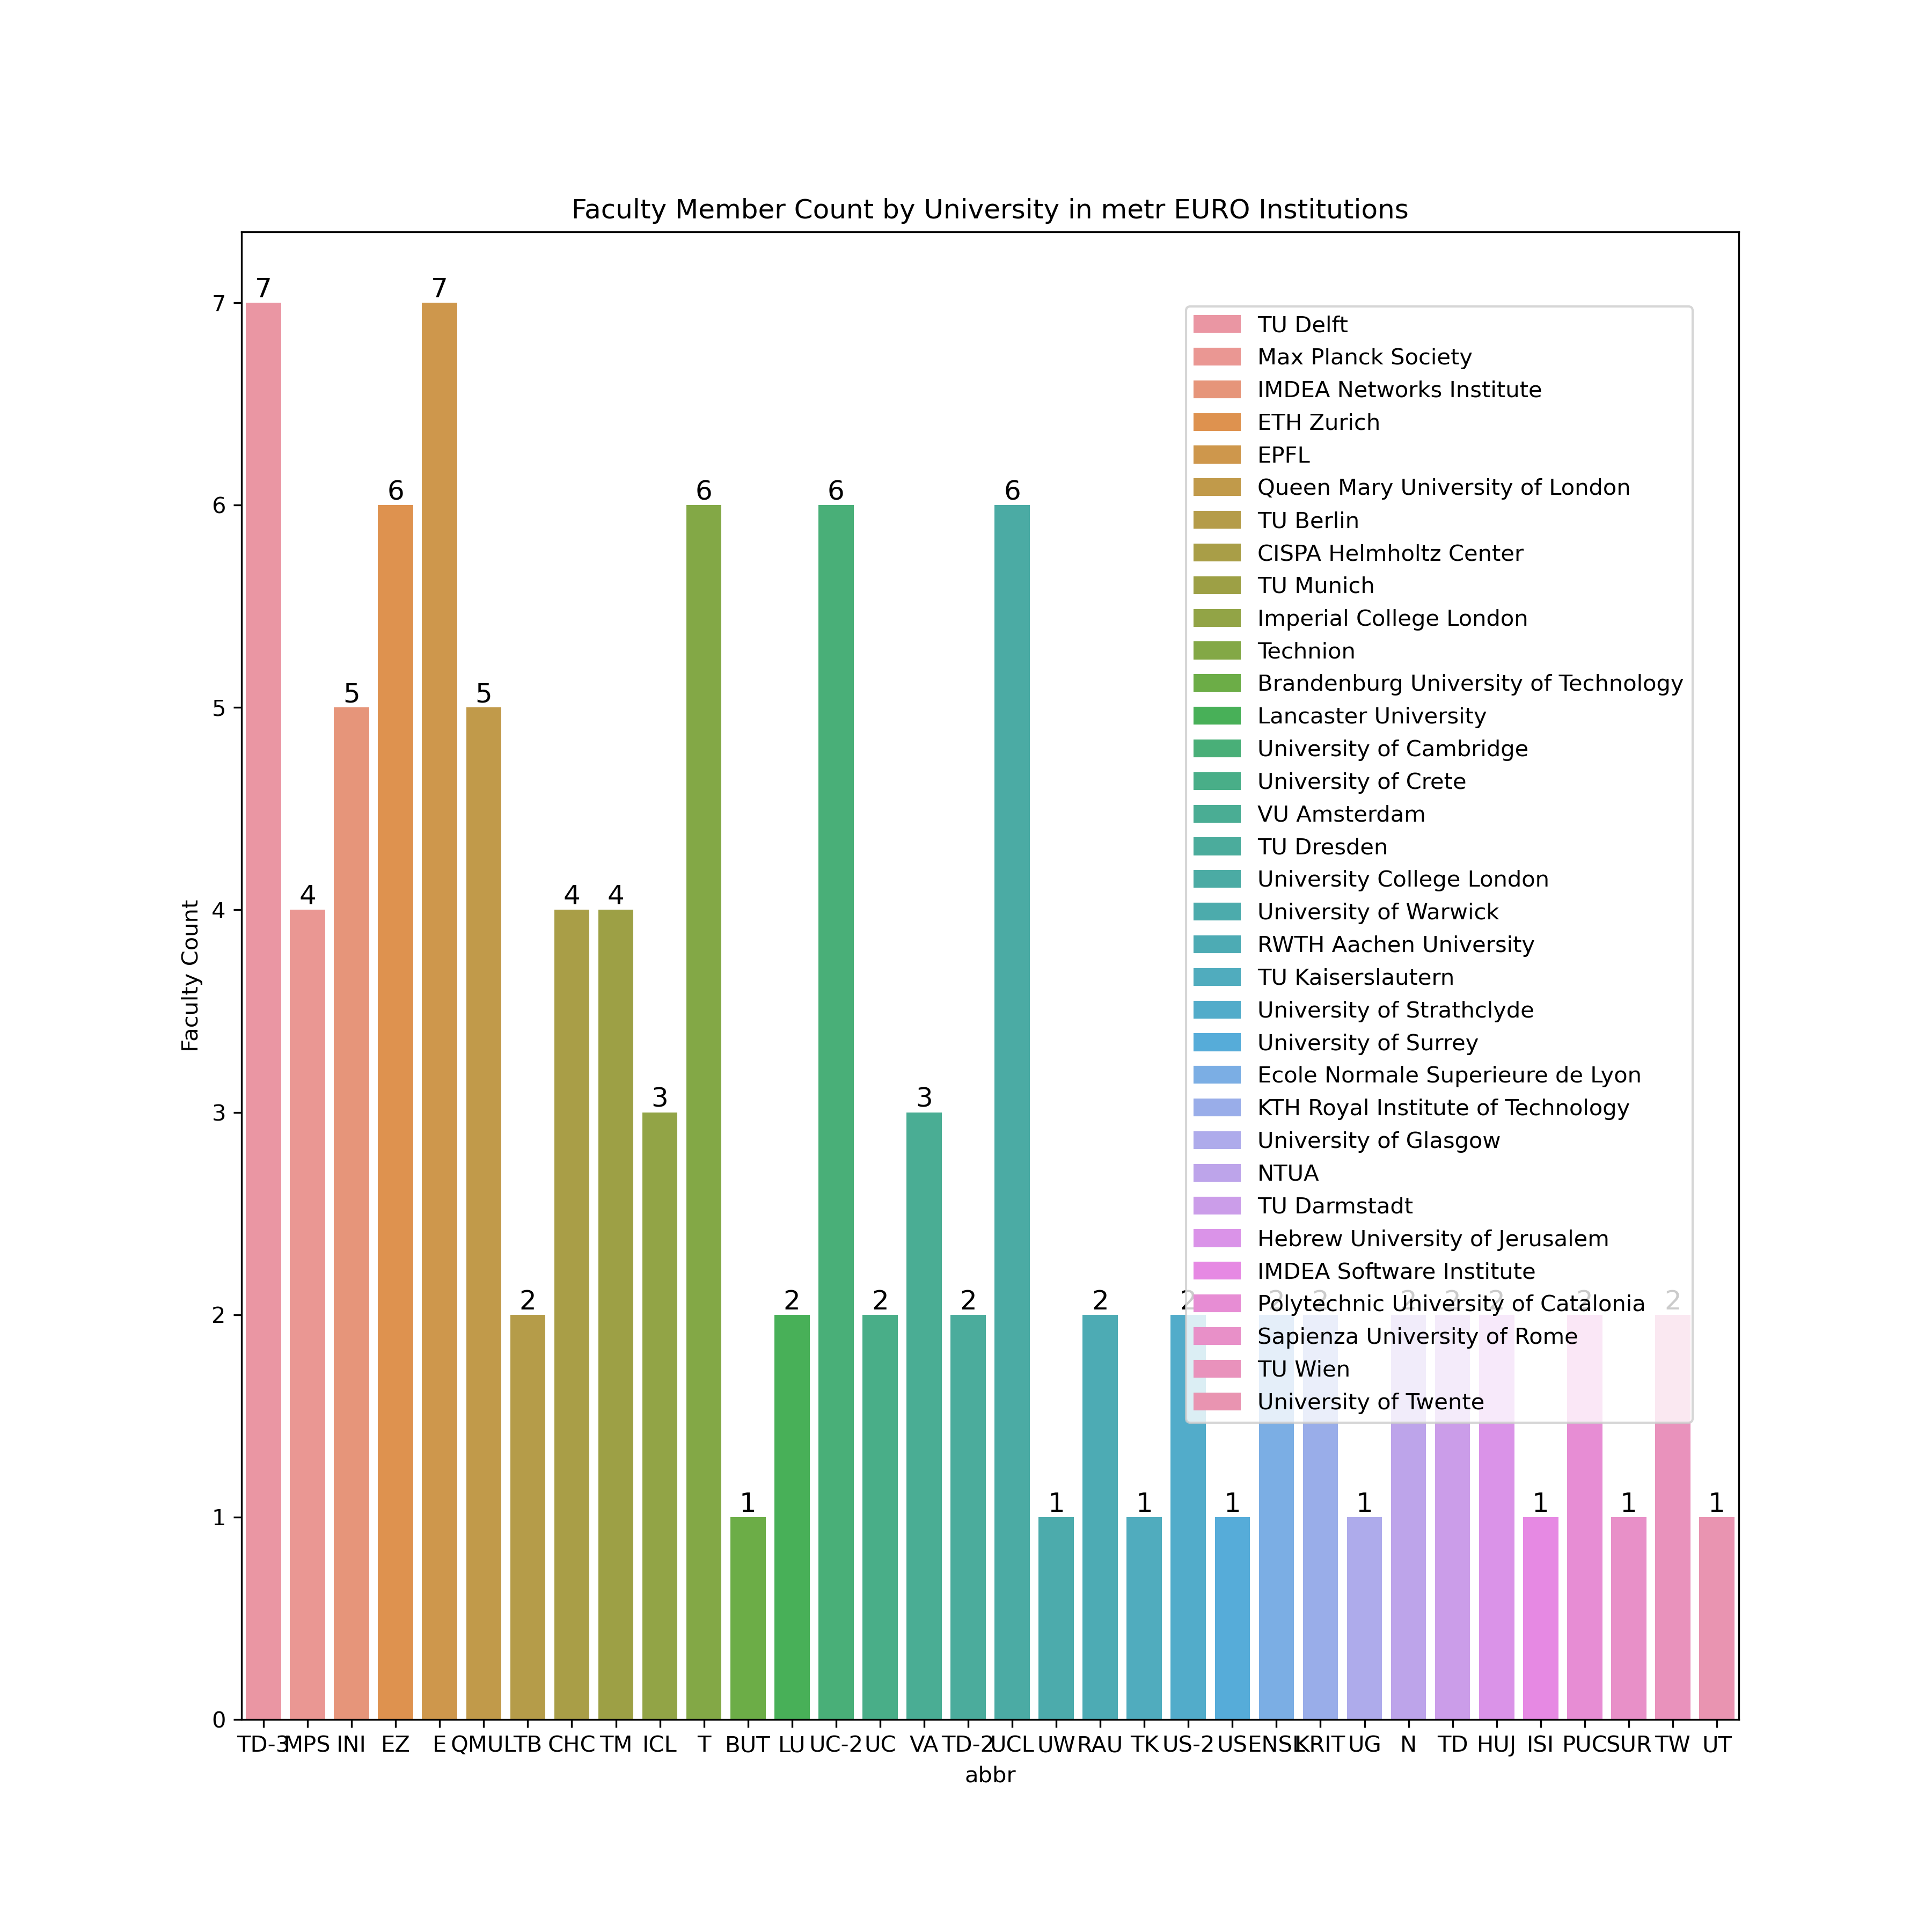 Faculty Member Count by University in metr EURO Institutions
7 4 5 6 7 5 2 4 4 3 6 1 2 6 2 3 2 6 1 2 1 2 1 2 2 1 2 2 2 1 2 1 2 1
Faculty Count
7
6
5
4
3
2
1
0
TU Delft
Max Planck Society
IMDEA Networks Institute
ETH Zurich
EPFL
Queen Mary University of London
TU Berlin
CISPA Helmholtz Center
TU Munich
Imperial College London
Technion
Brandenburg University of Technology
Lancaster University
University of Cambridge
University of Crete
VU Amsterdam
TU Dresden
University College London
University of Warwick
RWTH Aachen University
TU Kaiserslautern
University of Strathclyde
University of Surrey
Ecole Normale Superieure de Lyon
KTH Royal Institute of Technology
University of Glasgow
NTUA
TU Darmstadt
Hebrew University of Jerusalem
IMDEA Software Institute
Polytechnic University of Catalonia
Sapienza University of Rome
TU Wien
University of Twente
TD-3 MPS INI EZ E QMUL TB CHC TM ICL T BUT LU UC-2 UC VA TD-2 UCL UW RAU TK US-2 US ENSL KRIT UG N TD HUJ ISI PUC SUR TW UT
abbr